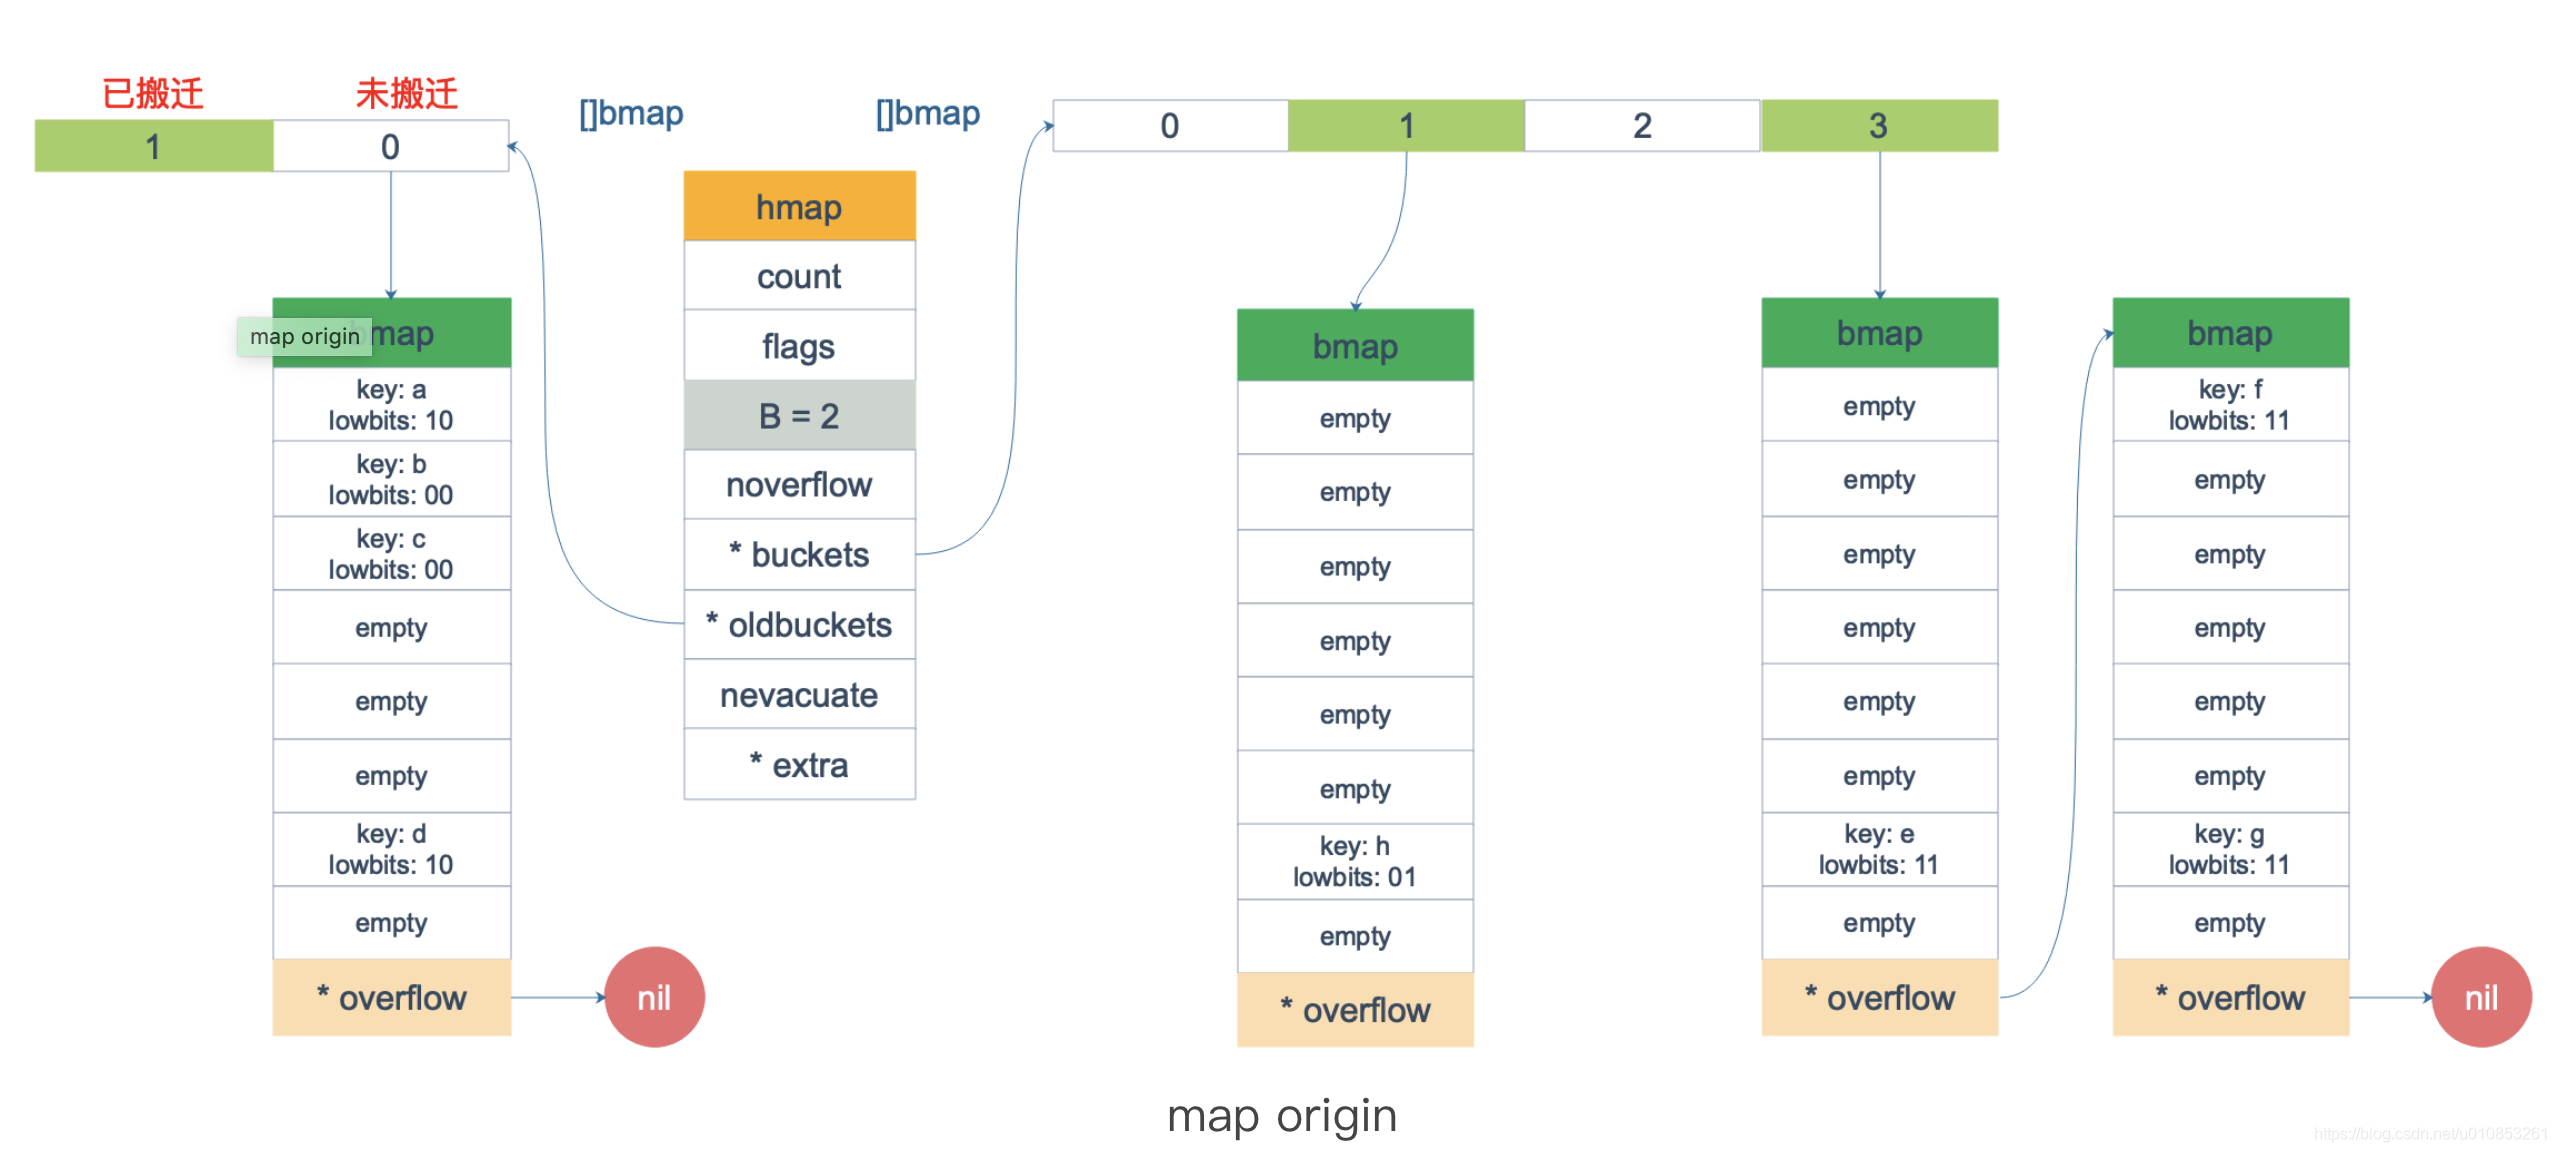 已搬迁
未搬迁
1
0
[]bmap
[]bmap
0
1
2
3
hmap
count
flags
B = 2
noverflow
* buckets
* oldbuckets
nevacuate
* extra
bmap
map origin
key: a
lowbits: 10
key: b
lowbits: 00
key: c
lowbits: 00
empty
empty
empty
key: d
lowbits: 10
empty
* overflow
nil
bmap
empty
empty
empty
empty
empty
empty
key: h
lowbits: 01
empty
* overflow
bmap
empty
empty
empty
empty
empty
empty
key: e
lowbits: 11
empty
* overflow
bmap
key: f
lowbits: 11
empty
empty
empty
empty
empty
key: g
lowbits: 11
empty
* overflow
nil
map origin
https://blog.csdn.net/u010853261